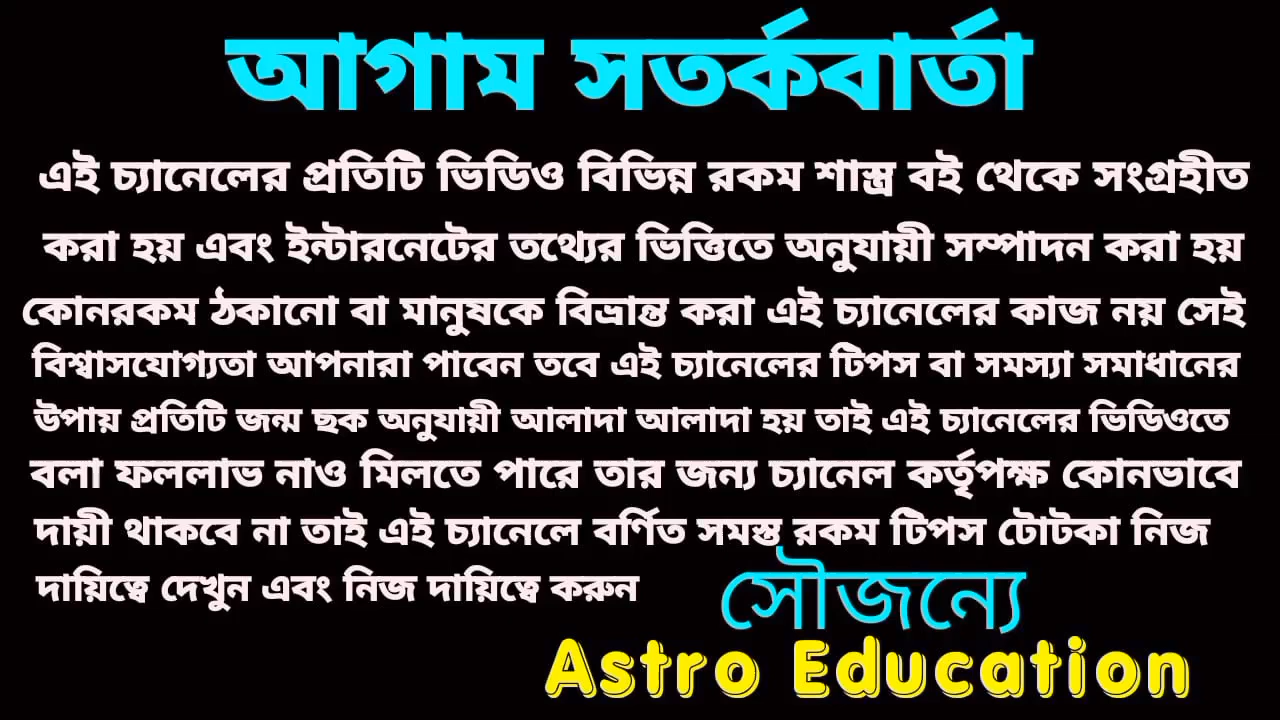 আগাম সতর্কবার্তা
এই চ্যানেলের প্রতিটি ভিডিও বিভিন্ন রকম শাস্ত্র বই থেকে সংগ্রহীত
করা হয় এবং ইন্টারনেটের তথ্যের ভিত্তিতে অনুযায়ী সম্পাদন করা হয়
কোনরকম ঠকানো বা মানুষকে বিভ্রান্ত করা এই চ্যানেলের কাজ নয় সেই
বিশ্বাসযোগ্যতা আপনারা পাবেন তবে এই চ্যানেলের টিপস বা সমস্যা সমাধানের
উপায় প্রতিটি জন্ম ছক অনুযায়ী আলাদা আলাদা হয় তাই এই চ্যানেলের ভিডিওতে
বলা ফললাভ নাও মিলতে পারে তার জন্য চ্যানেল কর্তৃপক্ষ কোনভাবে
দায়ী থাকবে না তাই এই চ্যানেলে বর্ণিত সমস্ত রকম টিপস টোটকা নিজ
দায়িত্বে দেখুন এবং নিজ দায়িত্বে করুন
সৌজন্যে
Astro Education